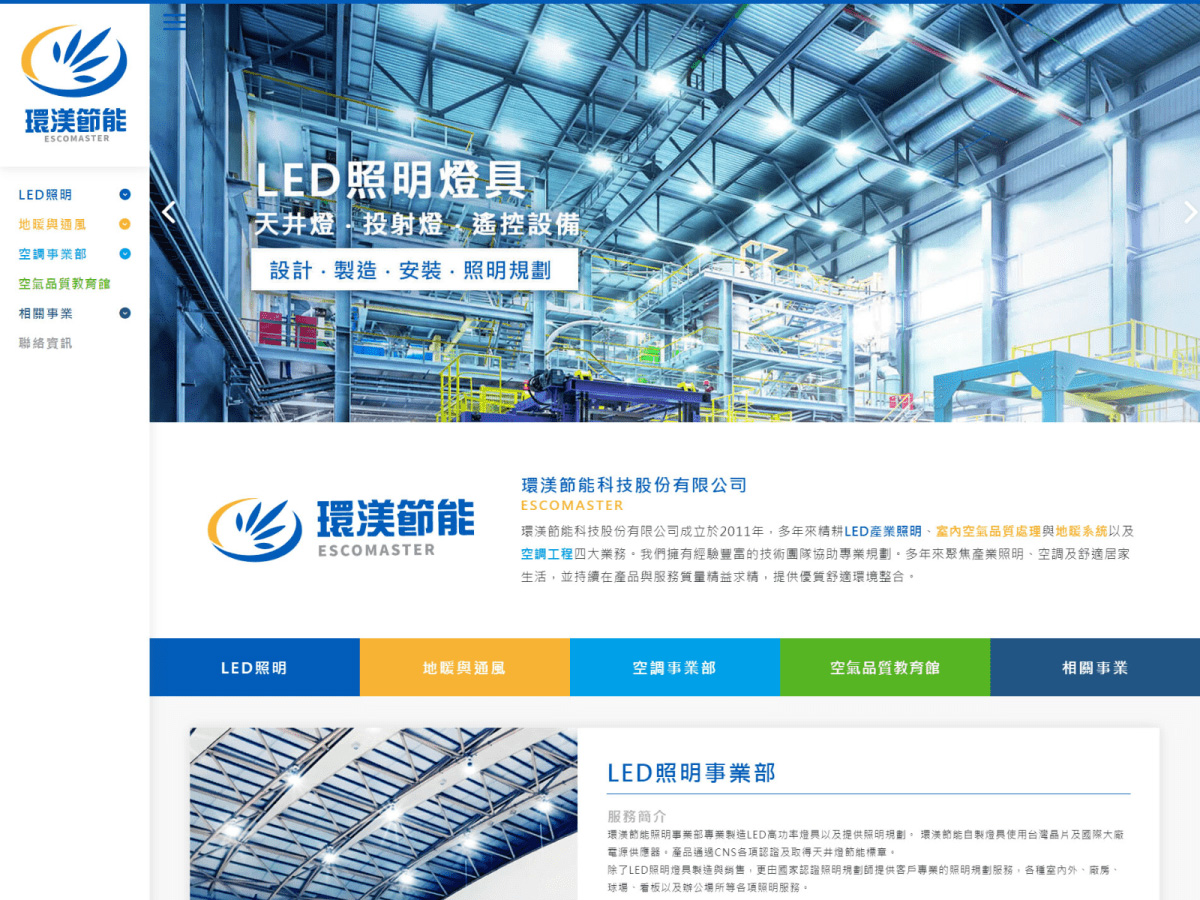 環渼節能
ESCOMASTER
LED照明
地暖與通風
空調事業部
空氣品質教育館
相關事業
聯絡資訊
LED照明燈具
天井燈．投射燈．遙控設備
設計．製造．安裝．照明規劃
環渼節能
ESCOMASTER
環渼節能科技股份有限公司
ESCOMASTER
環渼節能科技股份有限公司成立於2011年，多年來精耕LED產業照明、室內空氣品質處理與地暖系統以及
空調工程四大業務。我們擁有經驗豐富的技術團隊協助專業規劃。多年來聚焦產業照明、空調及舒適居家
生活，並持續在產品與服務質量精益求精，提供優質舒適環境整合。
LED照明
地暖與通風
空調事業部
空氣品質教育館
相關事業
LED照明事業部
服務簡介
環渼節能照明事業部專業製造LED高功率燈具以及提供照明規劃。 環渼節能自製燈具使用台灣晶片及國際大廠
電源供應器。產品通過CNS各項認證及取得天井燈節能標章。
除了LED照明燈具製造與銷售，更由國家認證照明規劃師提供客戶專業的照明規劃服務，各種室內外、廠房、
球場、看板以及辦公場所等各項照明服務。